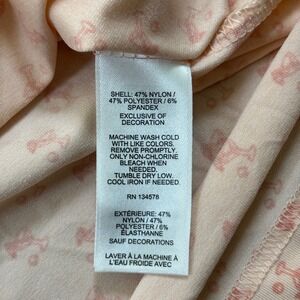 SHELL: 47% NYLON /
47% POLYESTER / 6%
SPANDEX
EXCLUSIVE OF
DECORATION
MACHINE WASH COLD
WITH LIKE COLORS.
REMOVE PROMPTLY.
ONLY NON-CHLORINE
BLEACH WHEN
NEEDED.
TUMBLE DRY LOW.
COOL IRON IF NEEDED.
RN 134578
EXTÉRIEURE: 47%
NYLON / 47%
POLYESTER / 6%
ÉLASTHANNE
SAUF DECORATIONS
LAVER À LA MACHINE À
L'EAU FROIDE AVEC